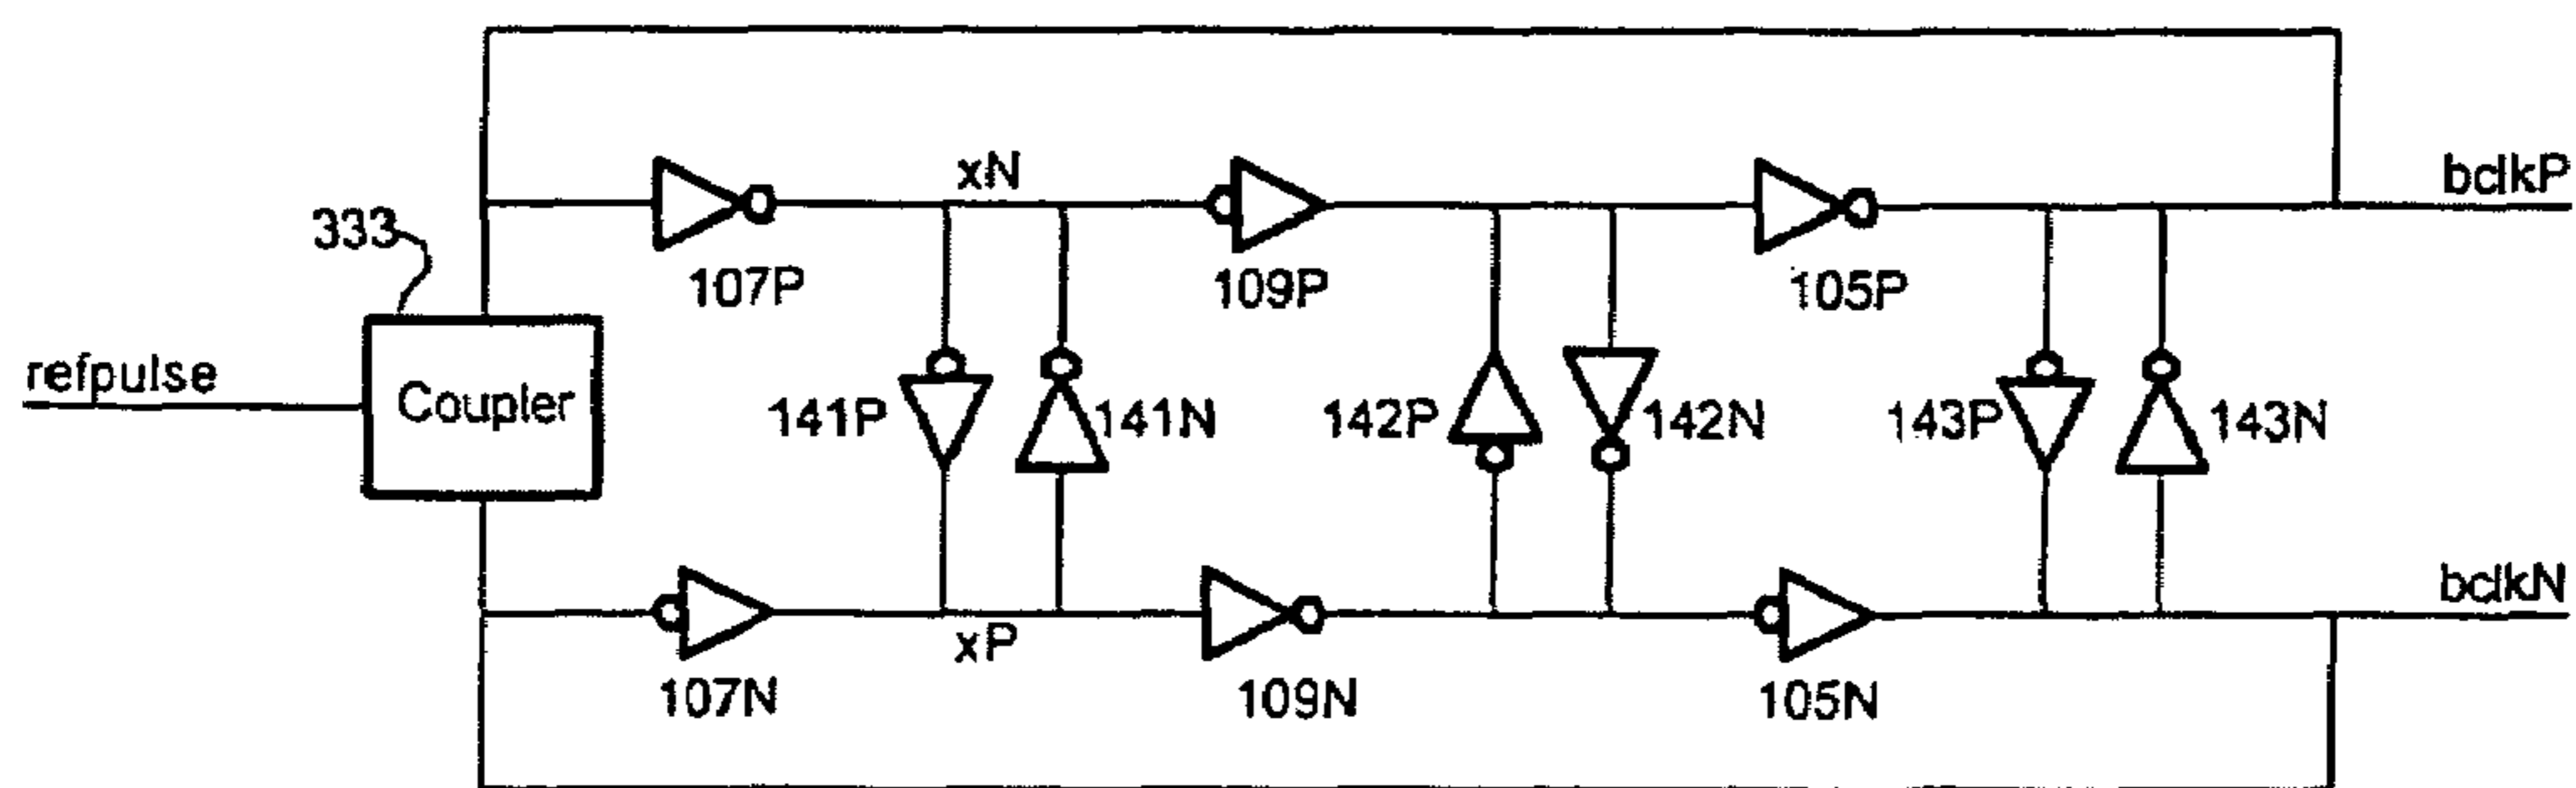 bclkP
xN
333
107P
109P
105P
refpulse
Coupler
141P
141N
142P
142N
143P
143N
bclkN
xP
107N
109N
105N